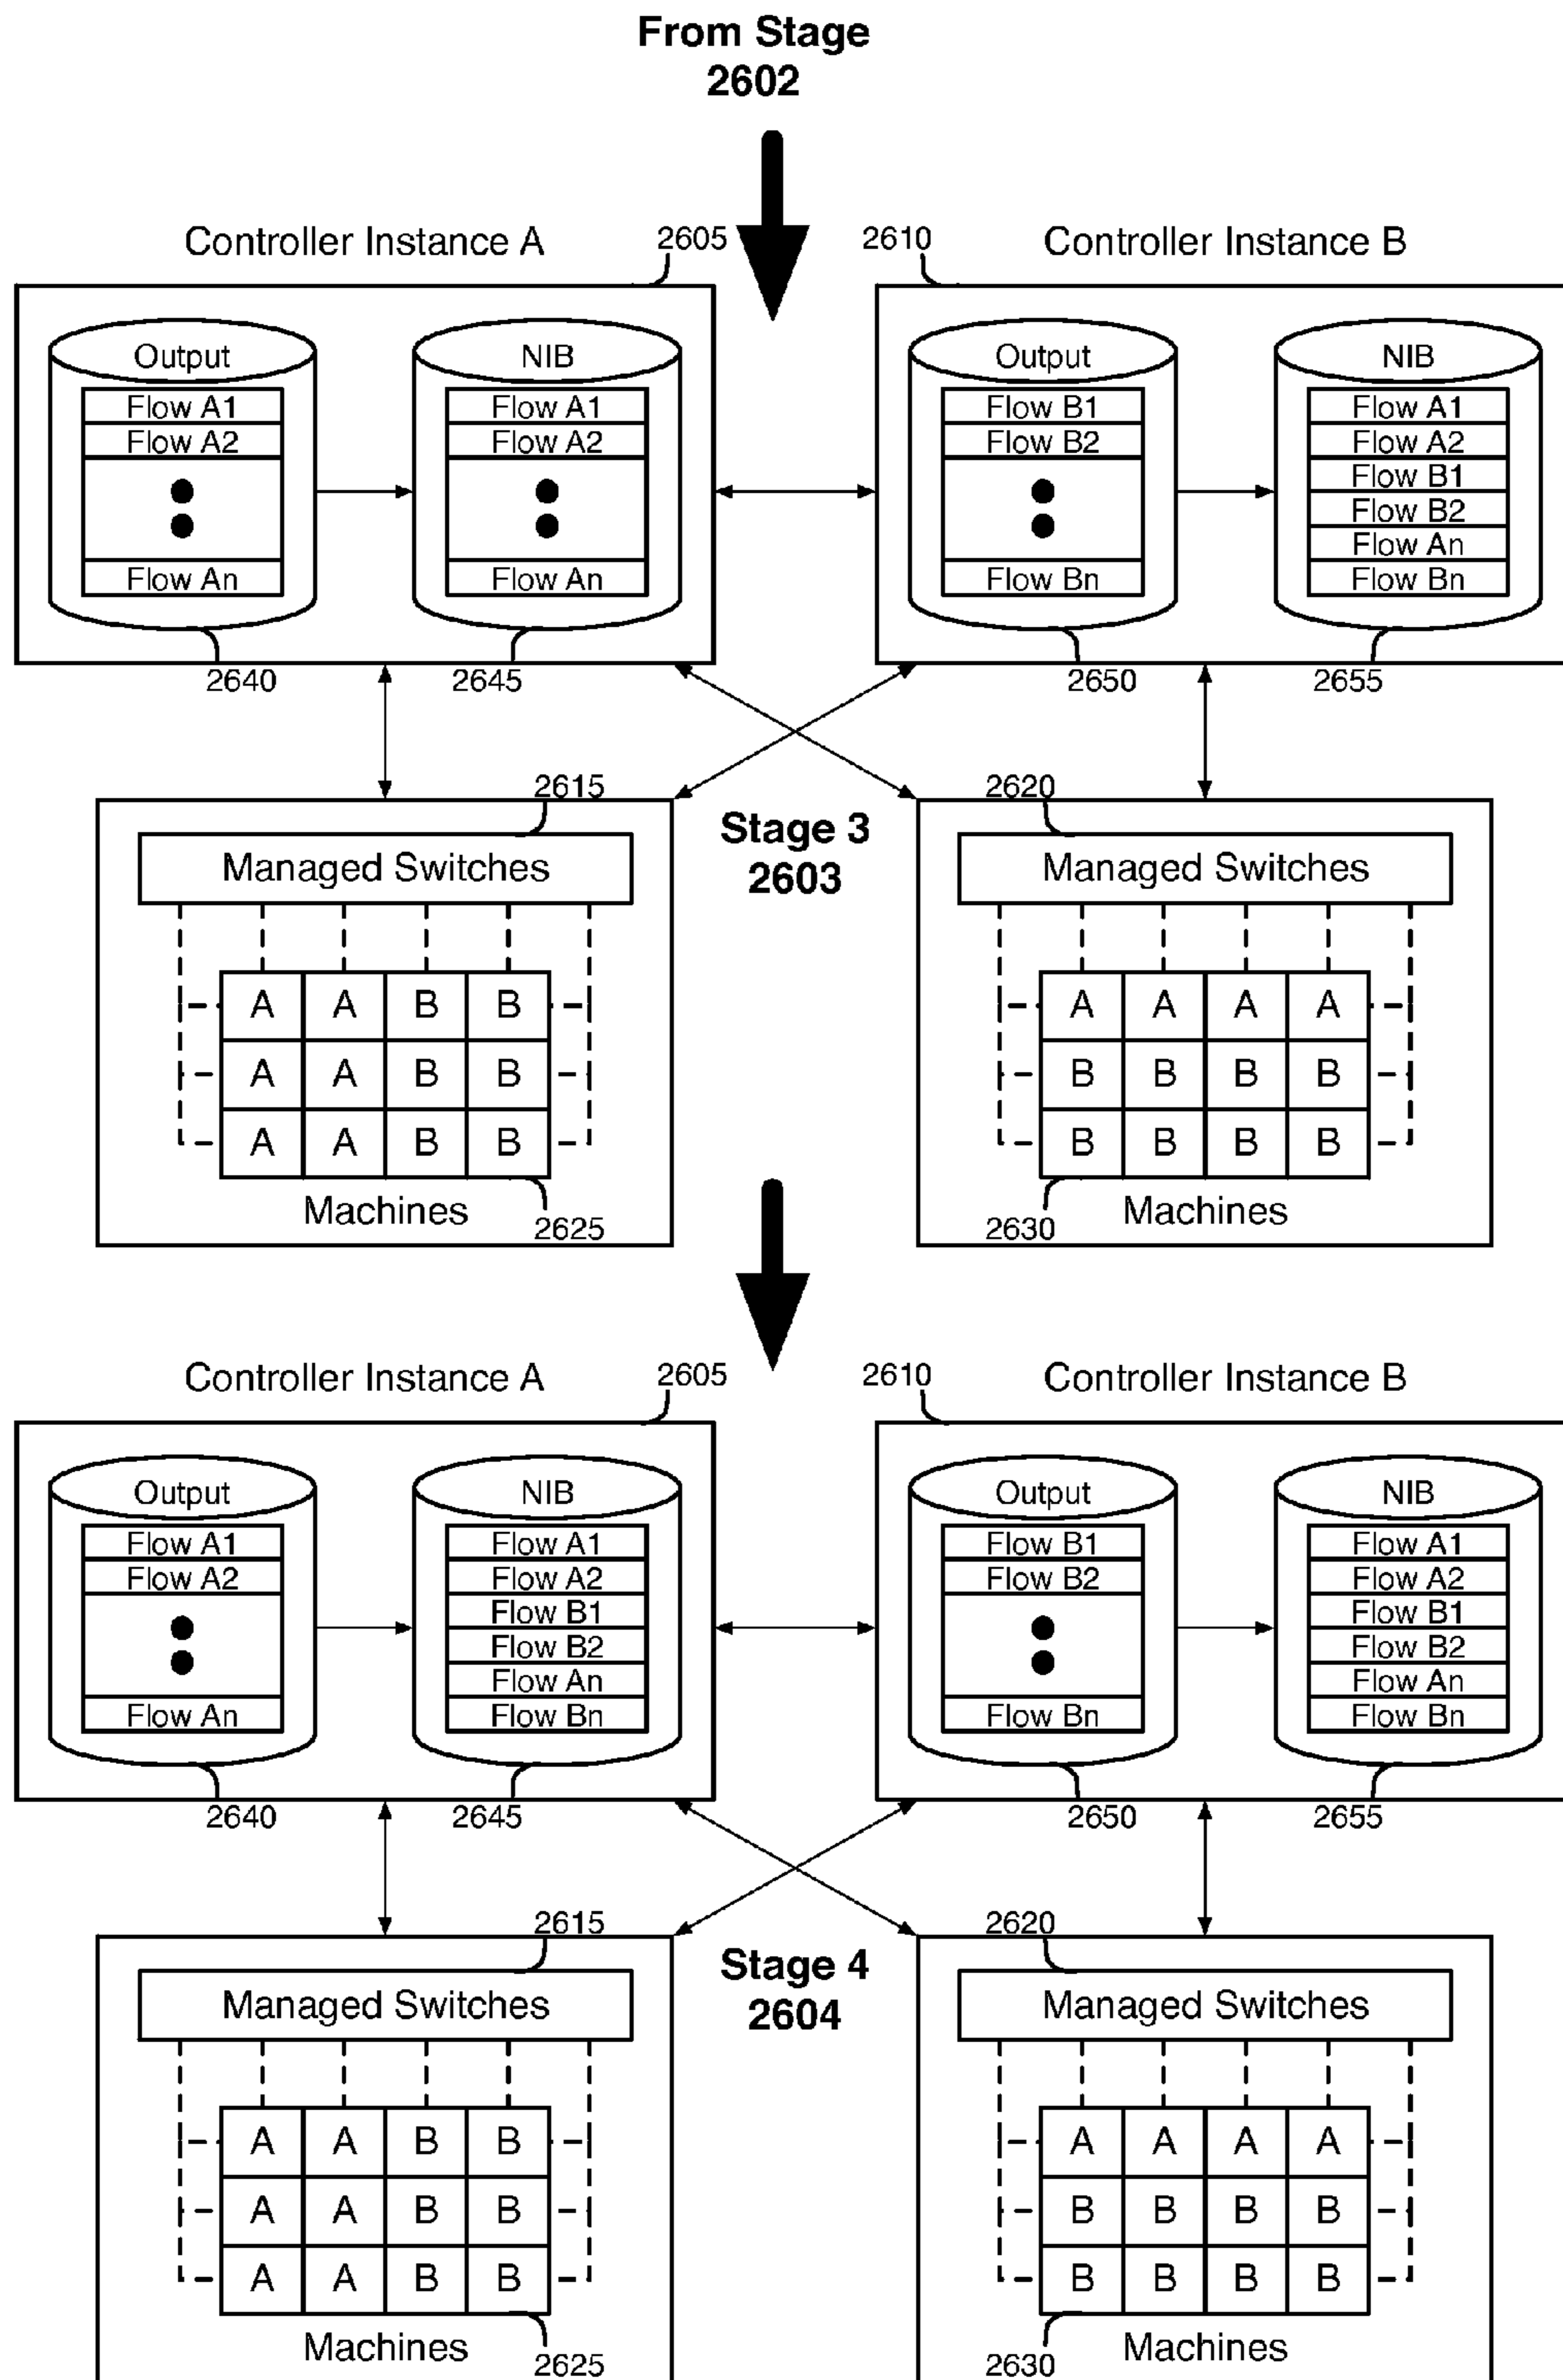 From Stage
2602
Controller Instance A
2605
2610
Controller Instance B
Output
Flow A1
Flow A2
Flow An
NIB
Flow A1
Flow A2
Flow An
Output
Flow B1
Flow B2
Flow Bn
NIB
Flow A1
Flow A2
Flow B1
Flow B2
Flow An
Flow Bn
2640
2645
2650
2655
2615
2620
Stage 3
2603
Managed Switches
A A B B
A A B B
A A B B
Machines
2625
Managed Switches
A A A A
B B B B
B B B B
2630
Machines
Controller Instance A
2605
2610
Controller Instance B
Output
Flow A1
Flow A2
Flow An
NIB
Flow A1
Flow A2
Flow B1
Flow B2
Flow An
Flow Bn
Output
Flow B1
Flow B2
Flow Bn
NIB
Flow A1
Flow A2
Flow B1
Flow B2
Flow An
Flow Bn
2640
2645
2650
2655
2615
2620
Stage 4
2604
Managed Switches
A A B B
A A B B
A A B B
Machines
2625
Managed Switches
A A A A
B B B B
B B B B
2630
Machines